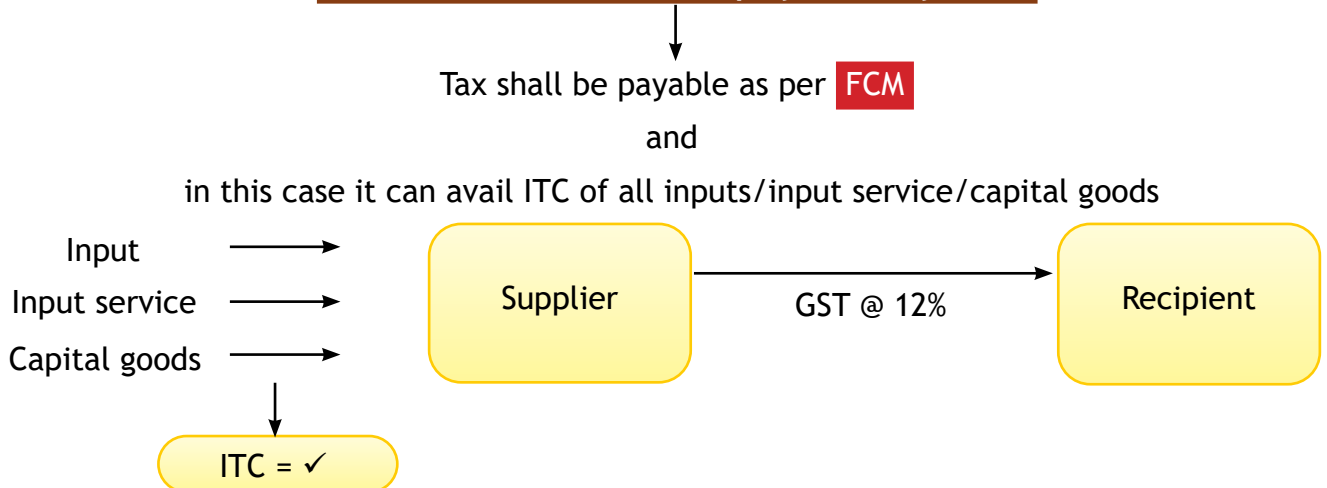 Tax shall be payable as per FCM
and
in this case it can avail ITC of all inputs/input service/capital goods
Input
Input service
Capital goods
Supplier
GST @ 12%
Recipient
ITC = ✓